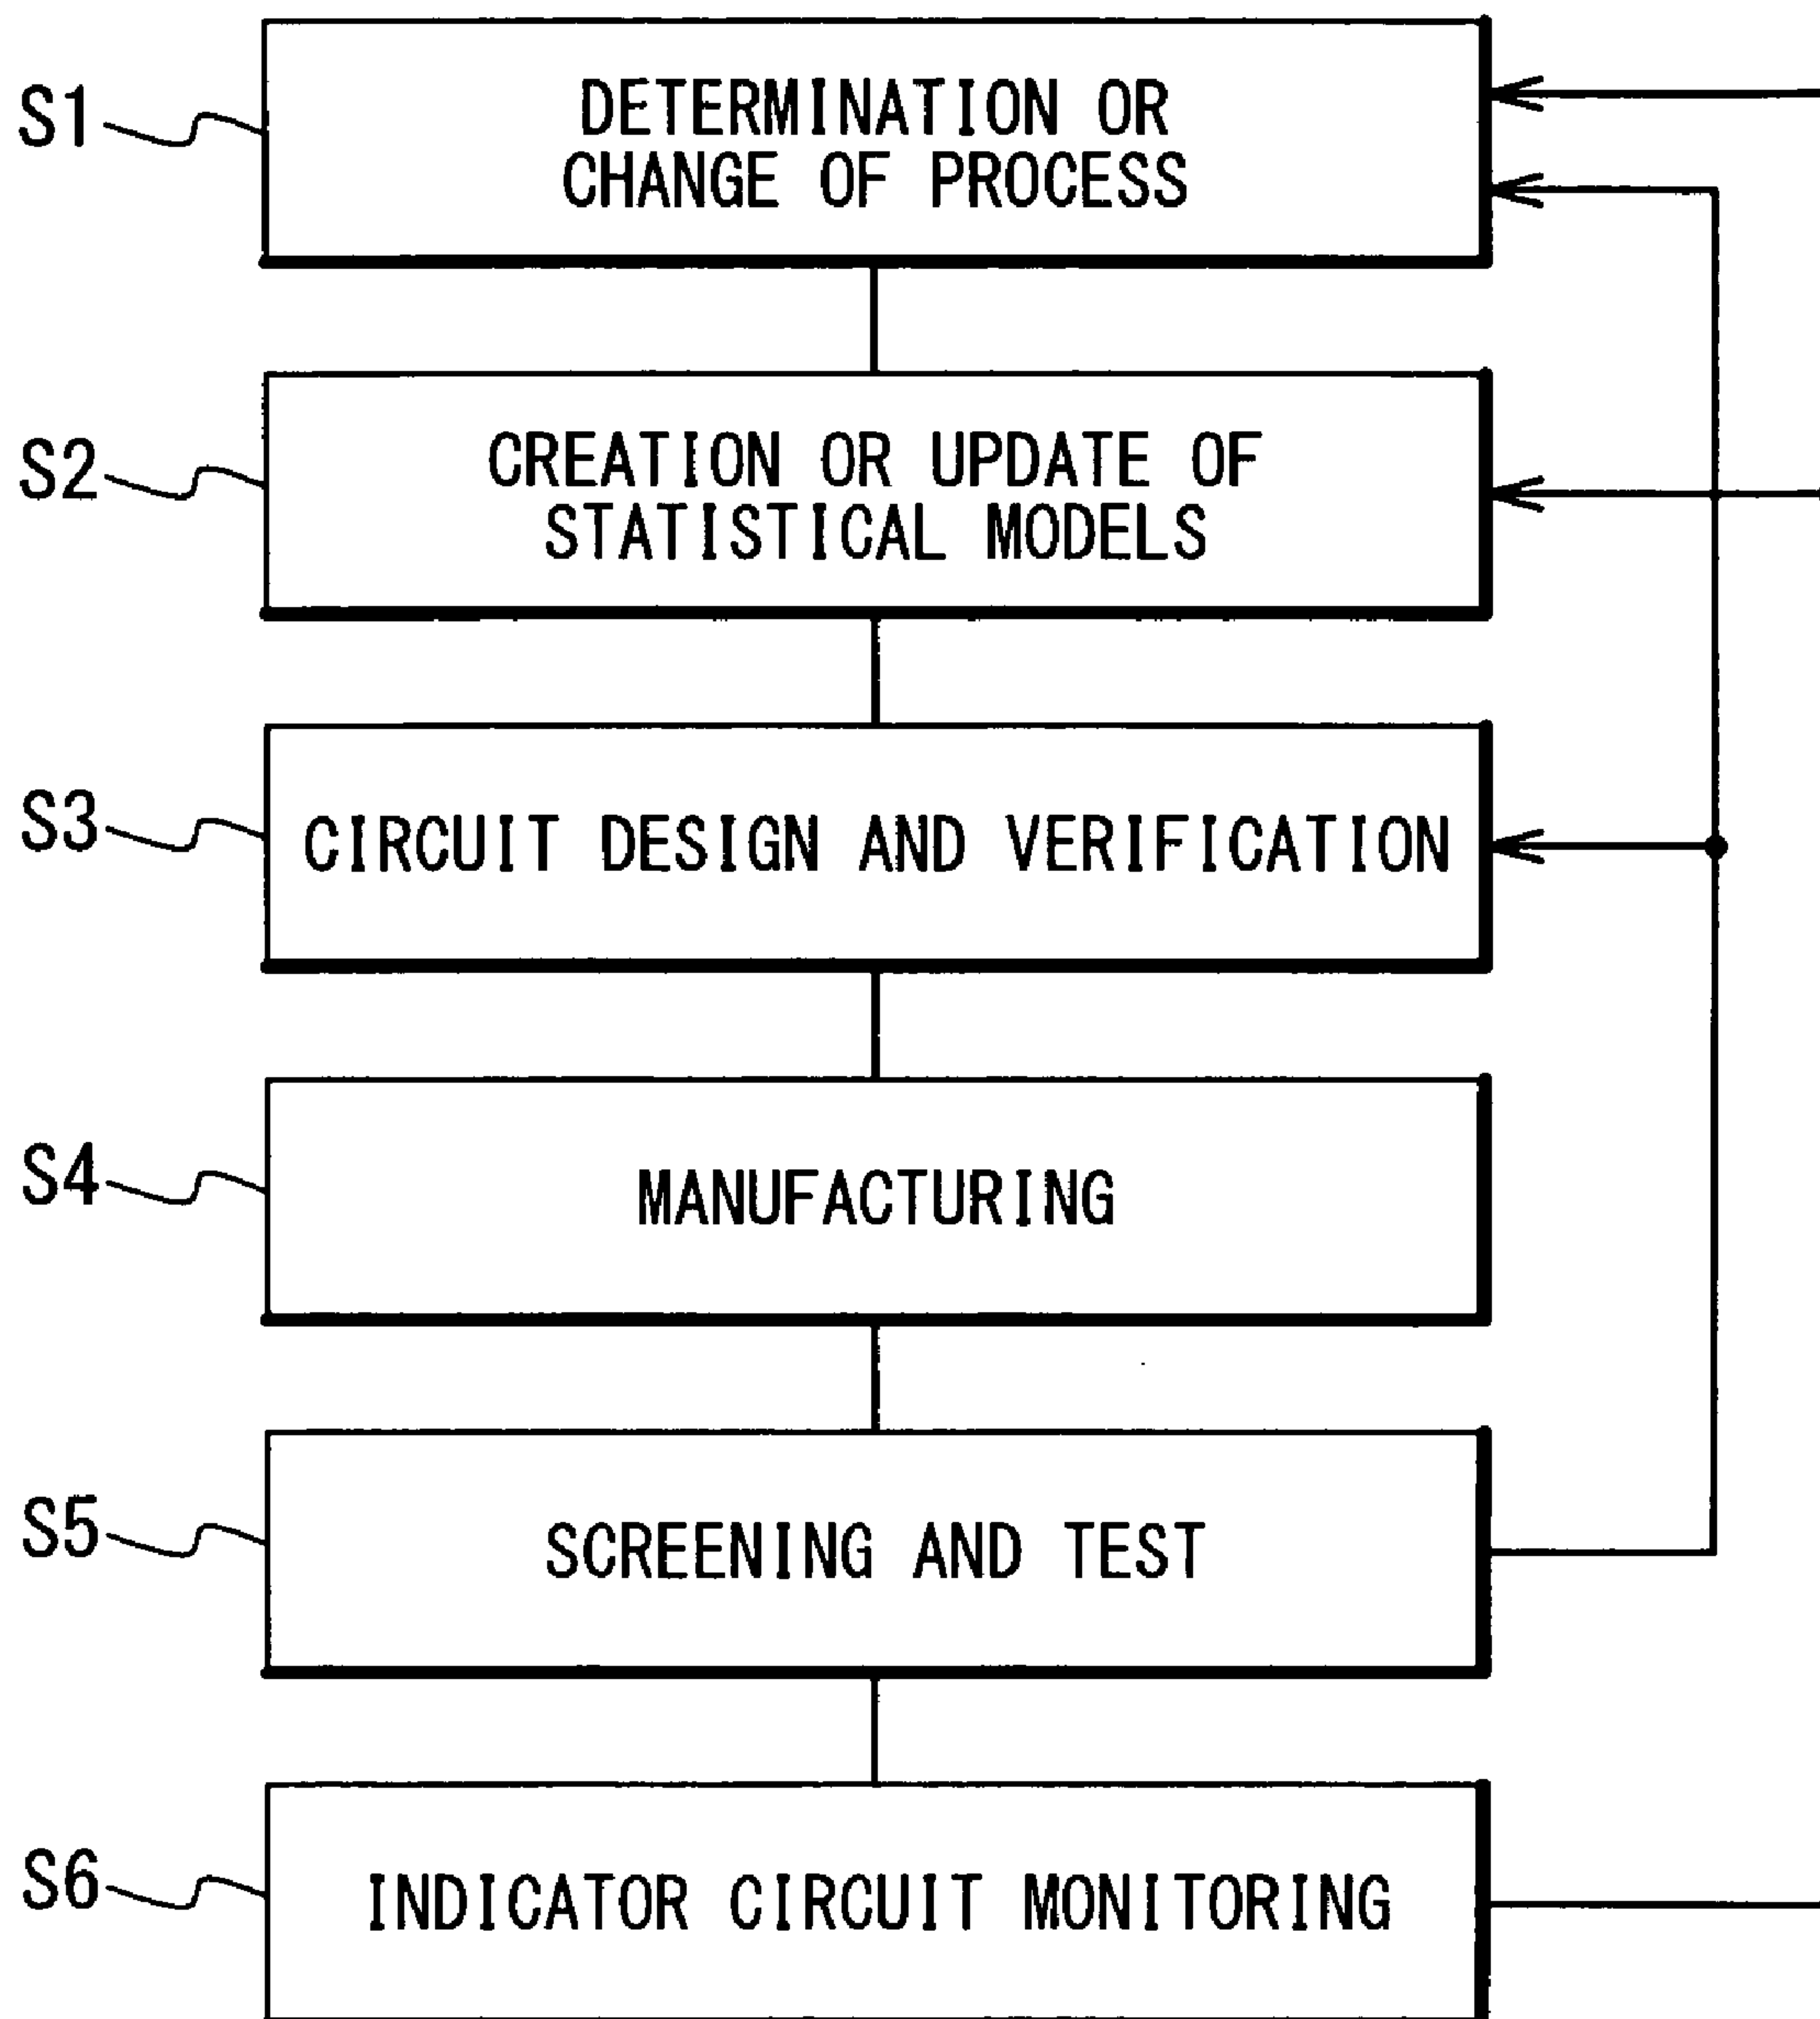 S1
DETERMINATION OR
CHANGE OF PROCESS
S2
CREATION OR UPDATE OF
STATISTICAL MODELS
S3
CIRCUIT DESIGN AND VERIFICATION
S4
MANUFACTURING
S5
SCREENING AND TEST
S6
INDICATOR CIRCUIT MONITORING